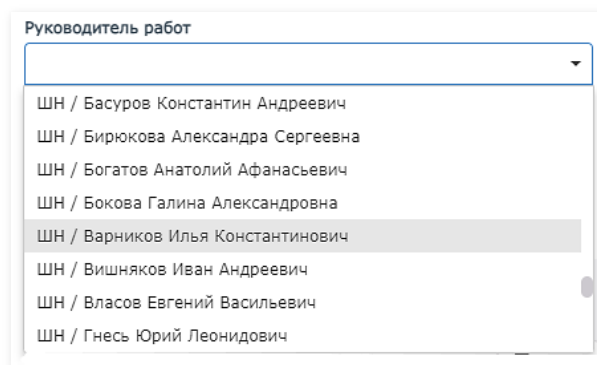 Руководитель работ
ШН / Басуров Константин Андреевич
ШН / Бирюкова Александра Сергеевна
ШН / Богатов Анатолий Афанасьевич
ШН / Бокова Галина Александровна
ШН / Варников Илья Константинович
ШН / Вишняков Иван Андреевич
ШН / Власов Евгений Васильевич
ШН / Гнесь Юрий Леонидович